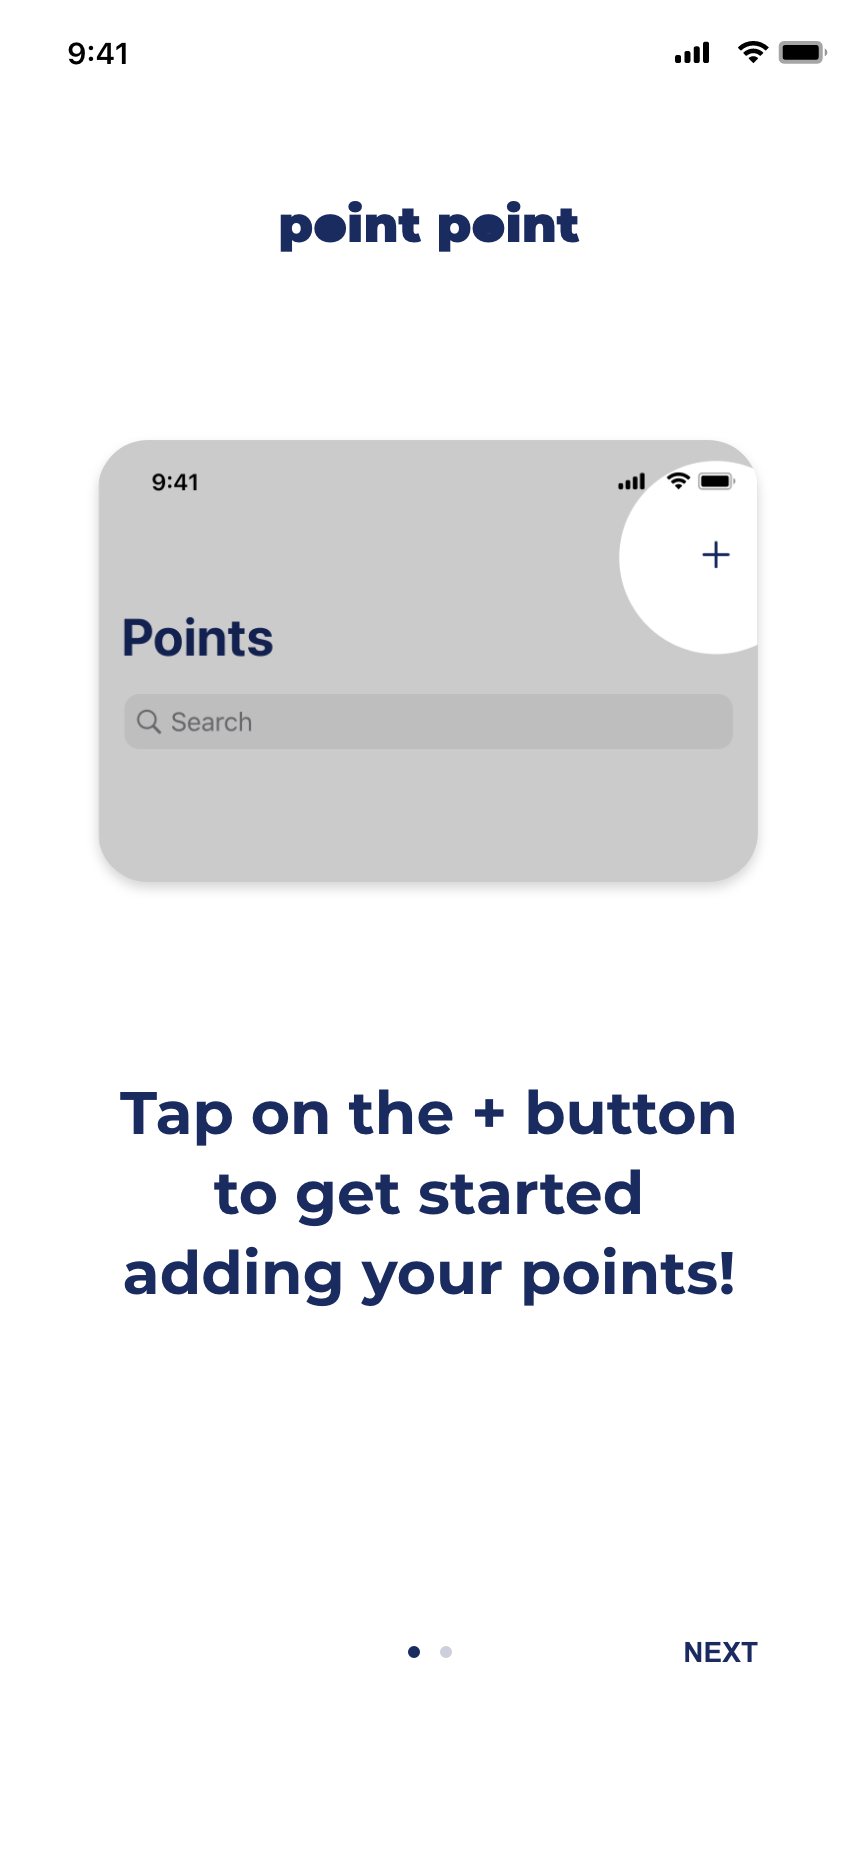 9:41
point point
9:41
+
Points
Search
Tap on the + button
to get started
adding your points!
NEXT